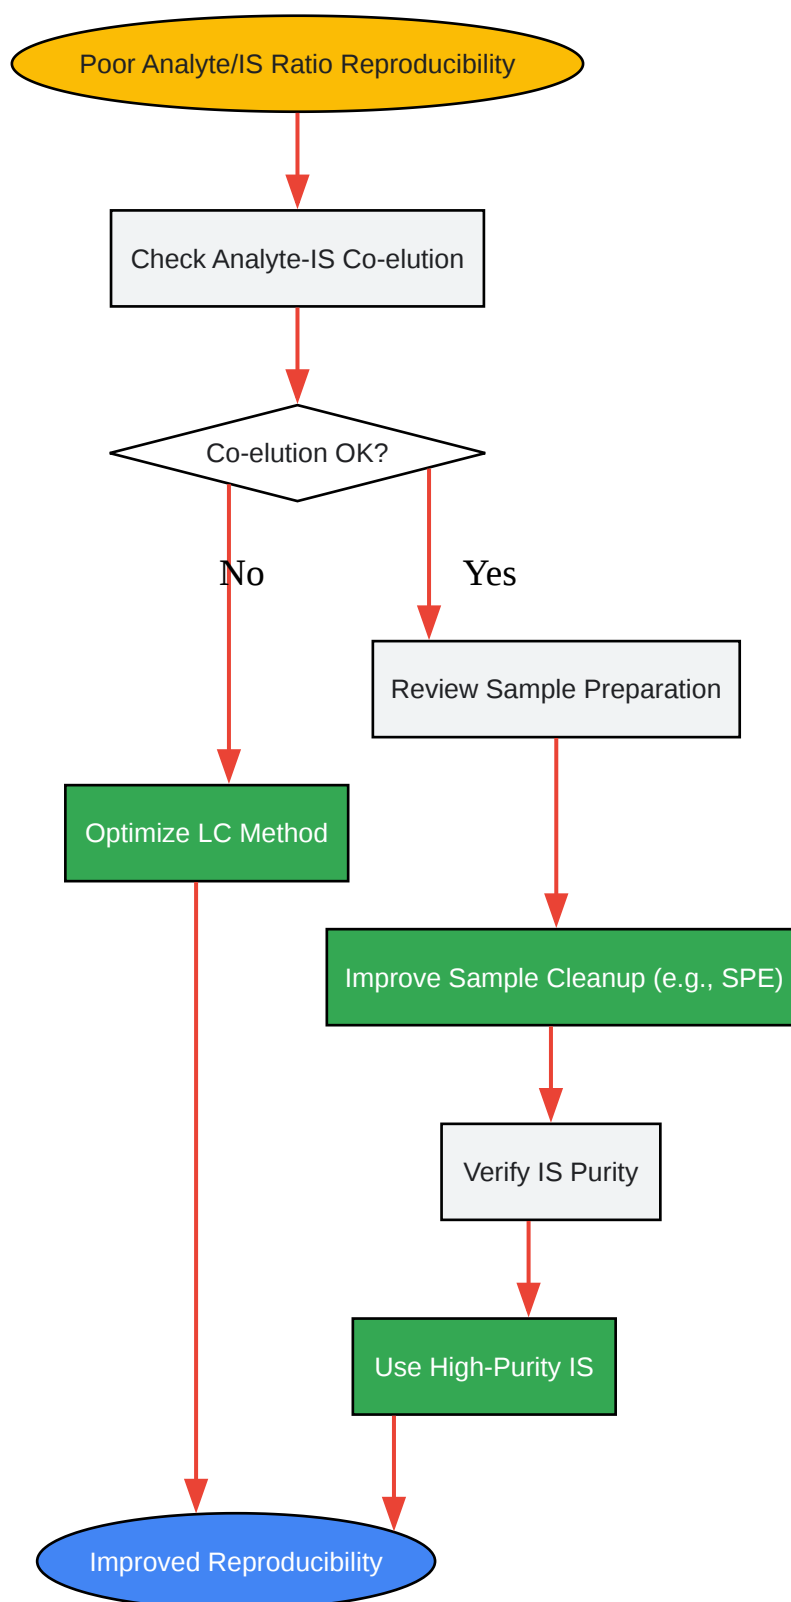 Poor Analyte/IS Ratio Reproducibility
Check Analyte-IS Co-elution
Co-elution OK?
No
Yes
Review Sample Preparation
Optimize LC Method
Improve Sample Cleanup (e.g., SPE)
Verify IS Purity
Use High-Purity IS
Improved Reproducibility